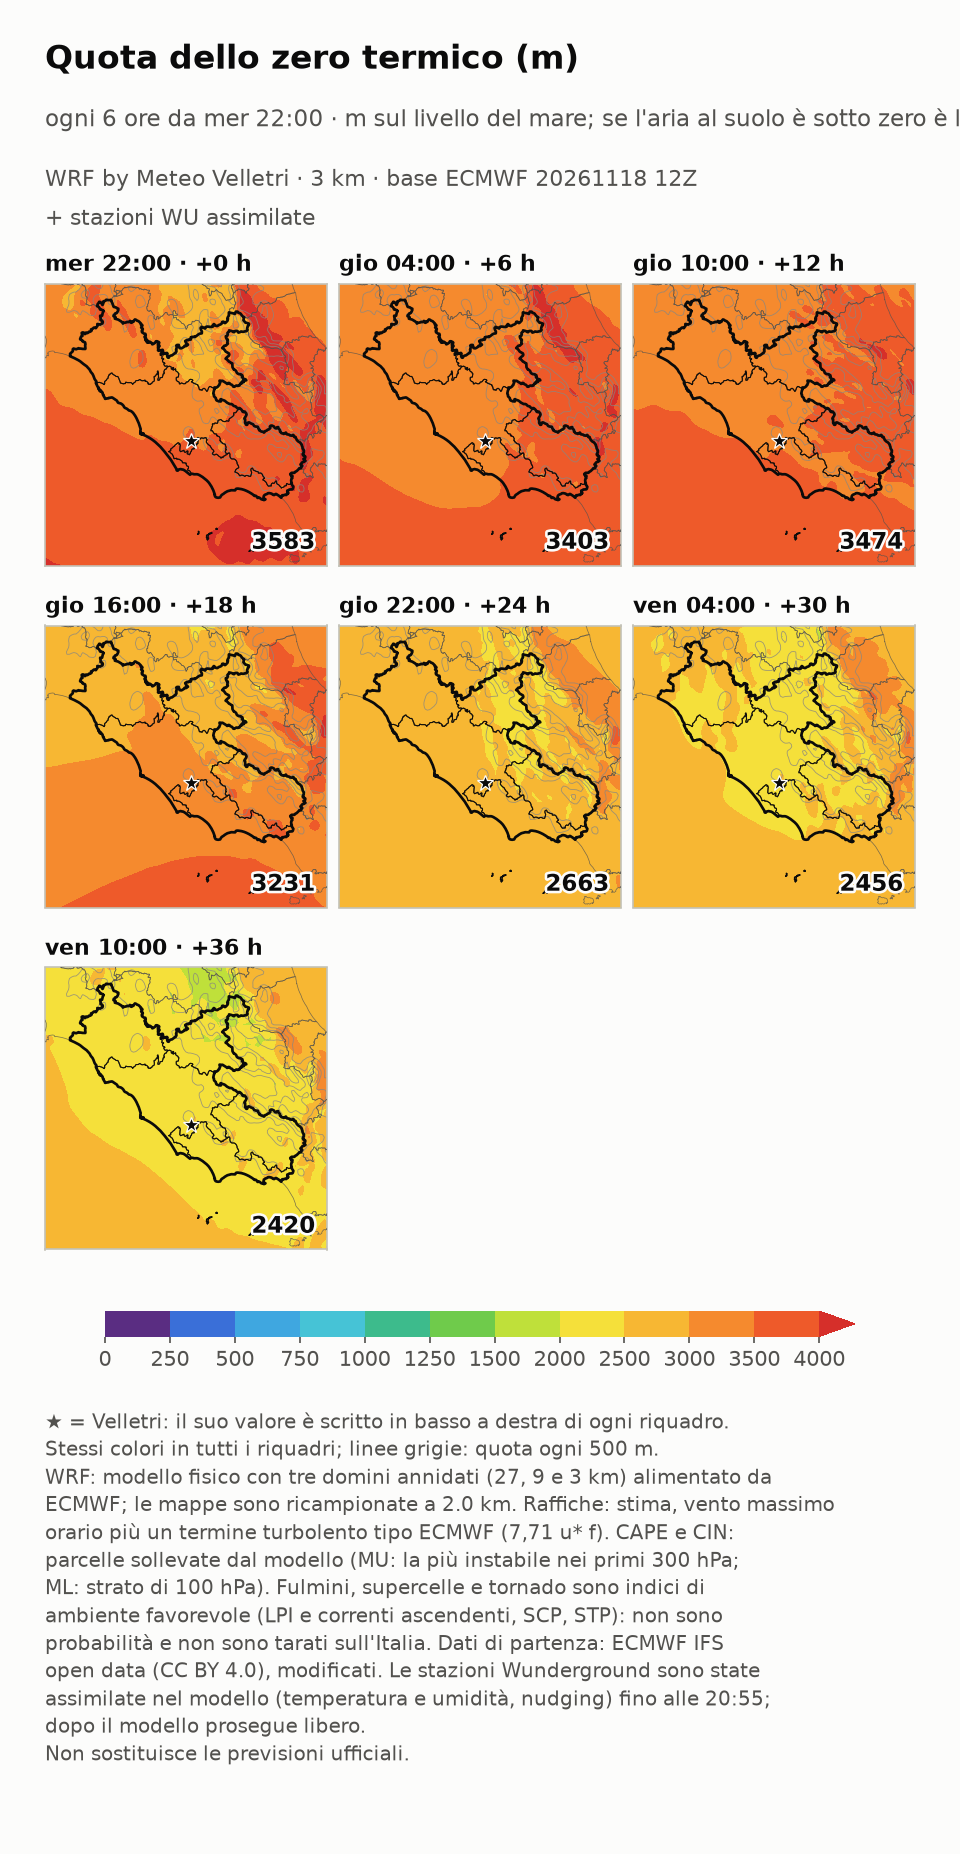 Quota dello zero termico (m)
ogni 6 ore da mer 22:00 · m sul livello del mare; se l'aria al suolo è sotto zero è l
WRF by Meteo Velletri · 3 km · base ECMWF 20261118 12Z
+ stazioni WU assimilate
mer 22:00 · +0 h
gio 04:00 · +6 h
gio 10:00 · +12 h
3583
3403
3474
gio 16:00 · +18 h
gio 22:00 · +24 h
ven 04:00 · +30 h
3231
2663
2456
ven 10:00 · +36 h
2420
0 250 500 750 1000 1250 1500 2000 2500 3000 3500 4000
★ = Velletri: il suo valore è scritto in basso a destra di ogni riquadro.
Stessi colori in tutti i riquadri; linee grigie: quota ogni 500 m.
WRF: modello fisico con tre domini annidati (27, 9 e 3 km) alimentato da
ECMWF; le mappe sono ricampionate a 2.0 km. Raffiche: stima, vento massimo
orario più un termine turbolento tipo ECMWF (7,71 u* f). CAPE e CIN:
parcelle sollevate dal modello (MU: la più instabile nei primi 300 hPa;
ML: strato di 100 hPa). Fulmini, supercelle e tornado sono indici di
ambiente favorevole (LPI e correnti ascendenti, SCP, STP): non sono
probabilità e non sono tarati sull'Italia. Dati di partenza: ECMWF IFS
open data (CC BY 4.0), modificati. Le stazioni Wunderground sono state
assimilate nel modello (temperatura e umidità, nudging) fino alle 20:55;
dopo il modello prosegue libero.
Non sostituisce le previsioni ufficiali.